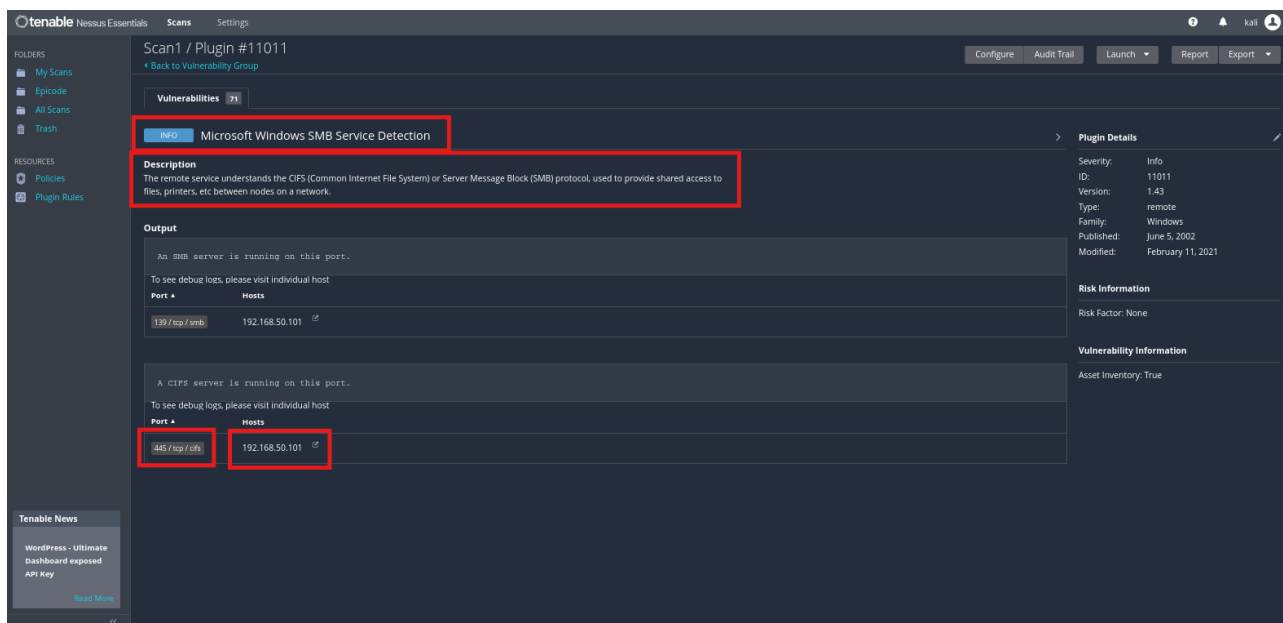 tenable Nessus Essentials Scans Settings kali
FOLDERS
My Scans
Epicode
All Scans
Trash
RESOURCES
Policies
Plugin Rules
Tenable News
WordPress - Ultimate
Dashboard exposed
API Key
Read More
Scan1 / Plugin #11011
Back to Vulnerability Group
Configure Audit Trail Launch Report Export
Vulnerabilities 71
INFO Microsoft Windows SMB Service Detection
Description
The remote service understands the CIFS (Common Internet File System) or Server Message Block (SMB) protocol, used to provide shared access to
files, printers, etc between nodes on a network.
Output
An SMB server is running on this port.
To see debug logs, please visit individual host
Port Hosts
139 / tcp / smb 192.168.50.101
A CIFS server is running on this port.
To see debug logs, please visit individual host
Port Hosts
445 / tcp / cifs 192.168.50.101
Plugin Details
Severity: Info
ID: 11011
Version: 1.43
Type: remote
Family: Windows
Published: June 5, 2002
Modified: February 11, 2021
Risk Information
Risk Factor: None
Vulnerability Information
Asset Inventory: True